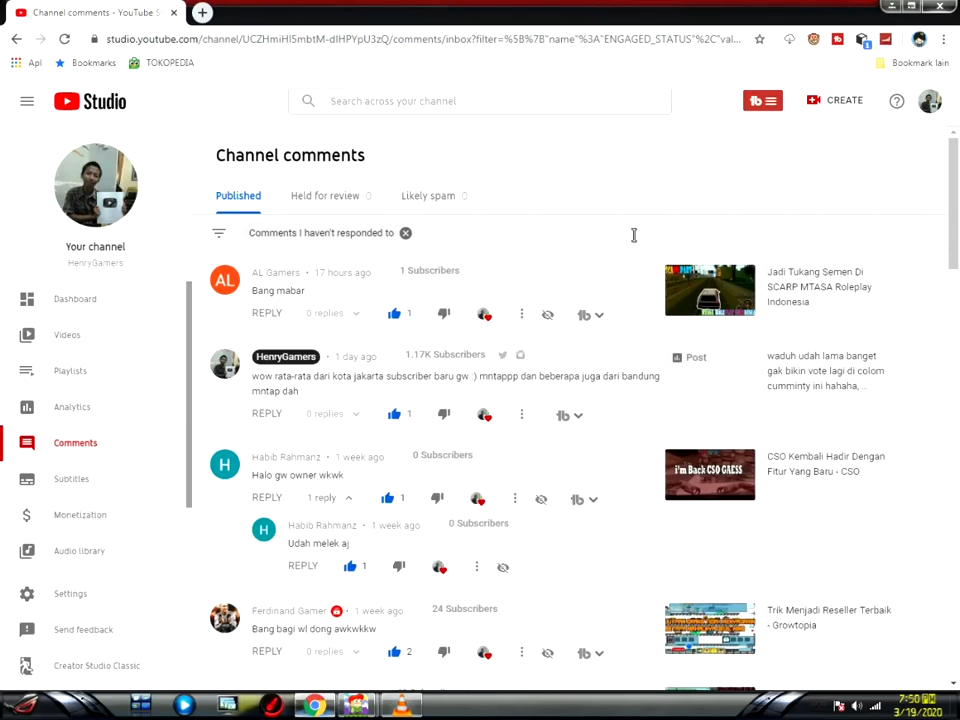 Channel comments - YouTube S
studio.youtube.com/channel/UCZHmiHl5mbtM-dIHPYpU3zQ/comments/inbox?filter=%5B%7B"name"%3A"ENGAGED_STATUS"%2C"val...
Apl
Bookmarks
TOKOPEDIA
Bookmark lain
Studio
Search across your channel
CREATE
Channel comments
Published
Held for review 0
Likely spam 0
Comments I haven't responded to
Your channel
HenryGamers
Dashboard
Videos
Playlists
Analytics
Comments
Subtitles
Monetization
Audio library
Settings
Send feedback
Creator Studio Classic
AL
AL Gamers • 17 hours ago 1 Subscribers
Bang mabar
REPLY 0 replies 1
Jadi Tukang Semen Di
SCARP MTASA Roleplay
Indonesia
HenryGamers • 1 day ago 1.17K Subscribers
wow rata-rata dari kota jakarta subscriber baru gw :) mntappp dan beberapa juga dari bandung
mntap dah
REPLY 0 replies 1
Post
waduh udah lama banget
gak bikin vote lagi di colom
cumminty ini hahaha, ...
H
Habib Rahmanz • 1 week ago 0 Subscribers
Halo gw owner wkwk
REPLY 1 reply 1
i'm Back CSO GAESS
CSO Kembali Hadir Dengan
Fitur Yang Baru - CSO
H
Habib Rahmanz • 1 week ago 0 Subscribers
Udah melek aj
REPLY 1
Ferdinand Gamer • 1 week ago 24 Subscribers
Bang bagi wl dong awkwkkw
REPLY 0 replies 2
Trik Menjadi Reseller Terbaik
- Growtopia
7:50 PM
3/19/2020